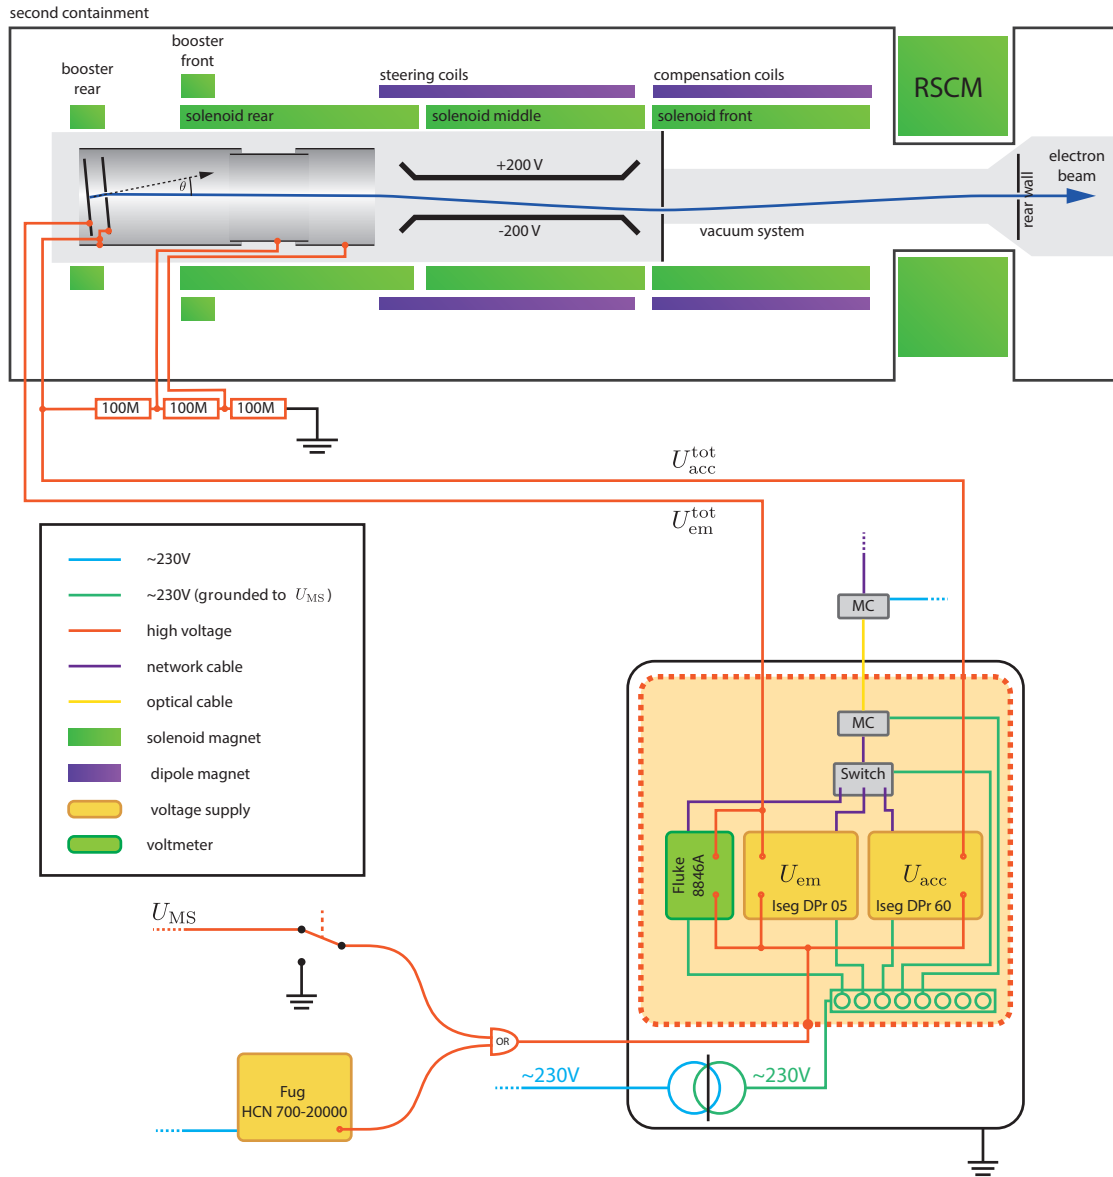 second containment
booster
front
booster
rear
steering coils
compensation coils
RSCM
solenoid rear
solenoid middle
solenoid front
electron
beam
+200 V
θ
rear wall
-200 V
vacuum system
100M
100M
100M
U_acc^tot
U_em^tot
~230V
~230V (grounded to U_MS)
high voltage
network cable
optical cable
solenoid magnet
dipole magnet
voltage supply
voltmeter
MC
MC
Switch
Fluke
8846A
U_em
Iseg DPr 05
U_acc
Iseg DPr 60
U_MS
OR
~230V
~230V
Fug
HCN 700-20000